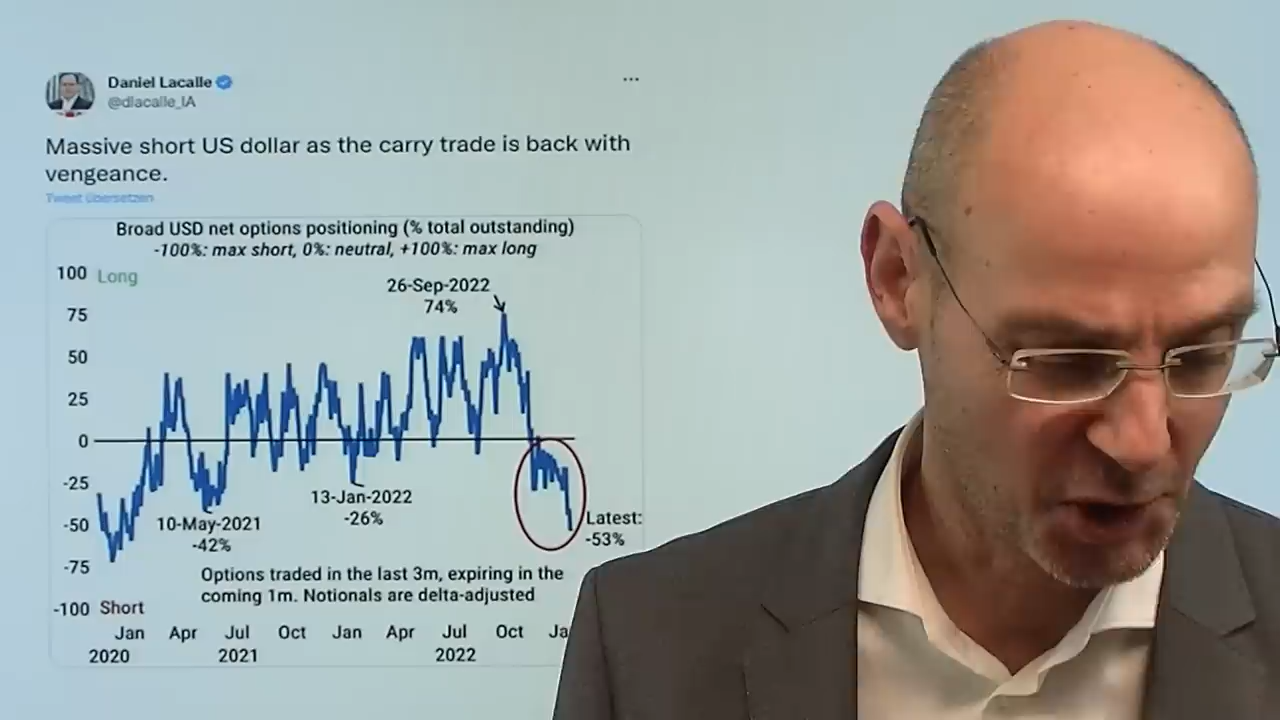 Daniel Lacalle
@dlacalle_IA
Massive short US dollar as the carry trade is back with
vengeance.
Tweet übersetzen
Broad USD net options positioning (% total outstanding)
-100%: max short, 0%: neutral, +100%: max long
100 Long
26-Sep-2022
74%
75
50
25
0
-25
13-Jan-2022
-26%
-50
10-May-2021
-42%
Latest:
-53%
-75
Options traded in the last 3m, expiring in the
coming 1m. Notionals are delta-adjusted
-100 Short
Jan Apr Jul Oct Jan Apr Jul Oct
2020 2021 2022